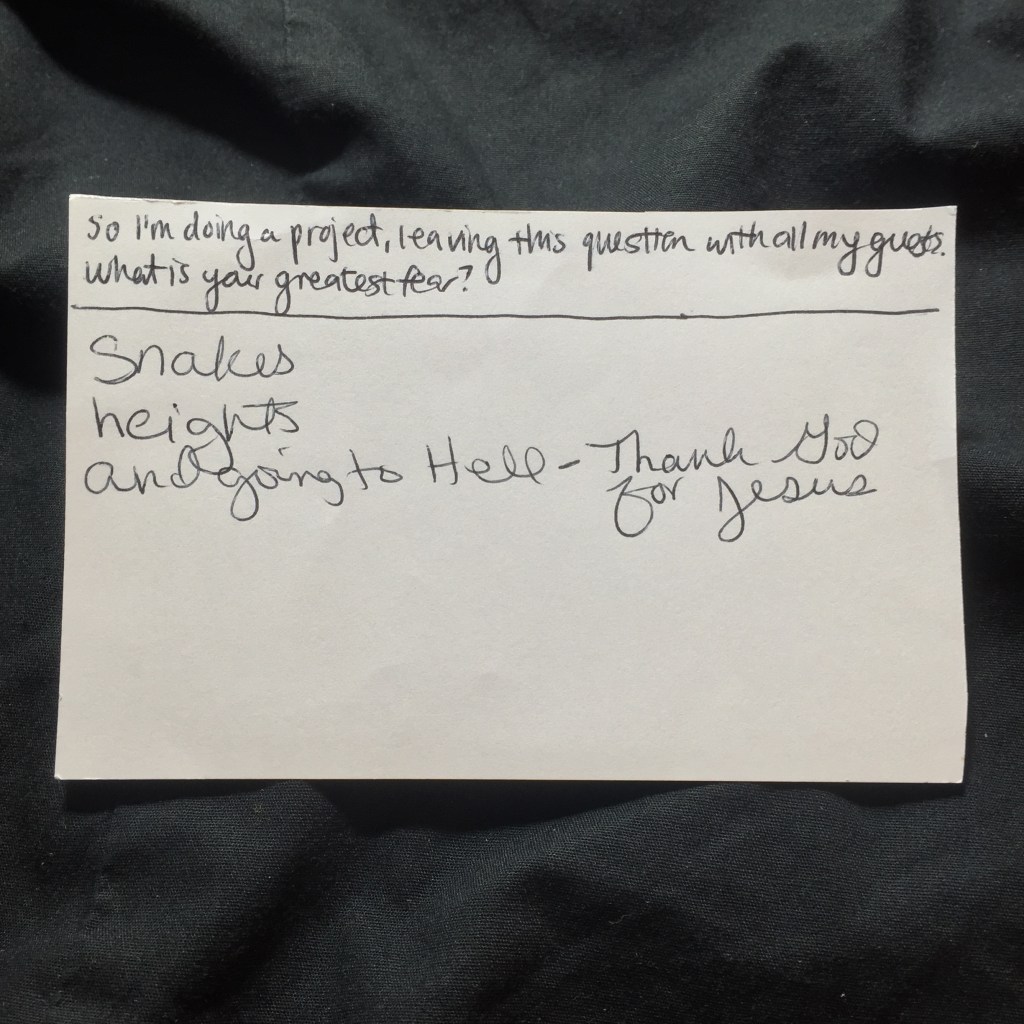 So I'm doing a project, leaving this question with all my guests.
what is your greatest fear?
Snakes
heights
and going to Hell - Thank God
for Jesus